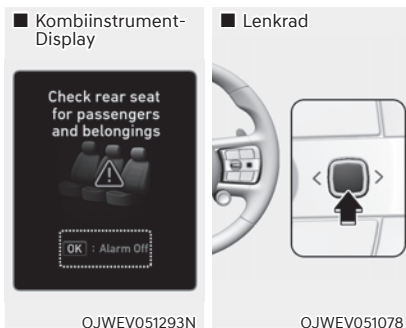 ■ Kombiinstrument-
Display
Check rear seat
for passengers
and belongings
OK : Alarm Off
OJWEV051293N
■ Lenkrad
< >
OJWEV051078